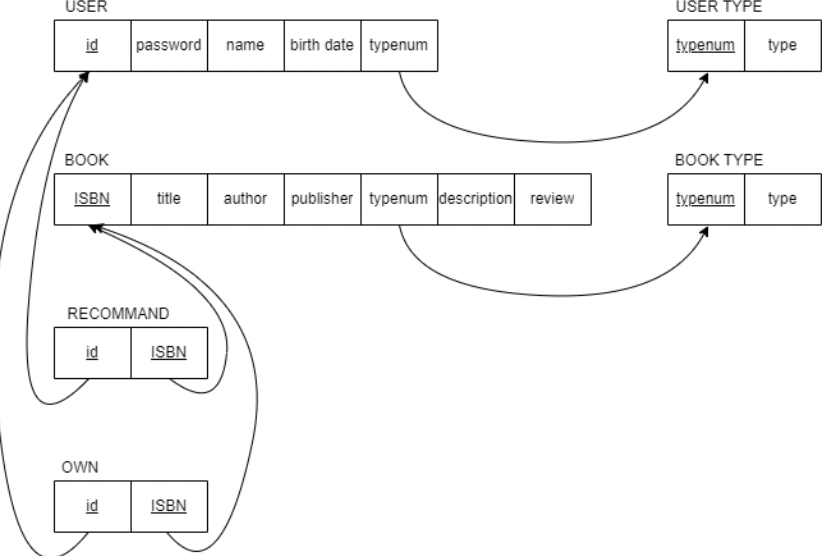 USER USER TYPE
id password name birth date typenum typenum type
BOOK BOOK TYPE
ISBN title author publisher typenum description review typenum type
RECOMMAND
id ISBN
OWN
id ISBN